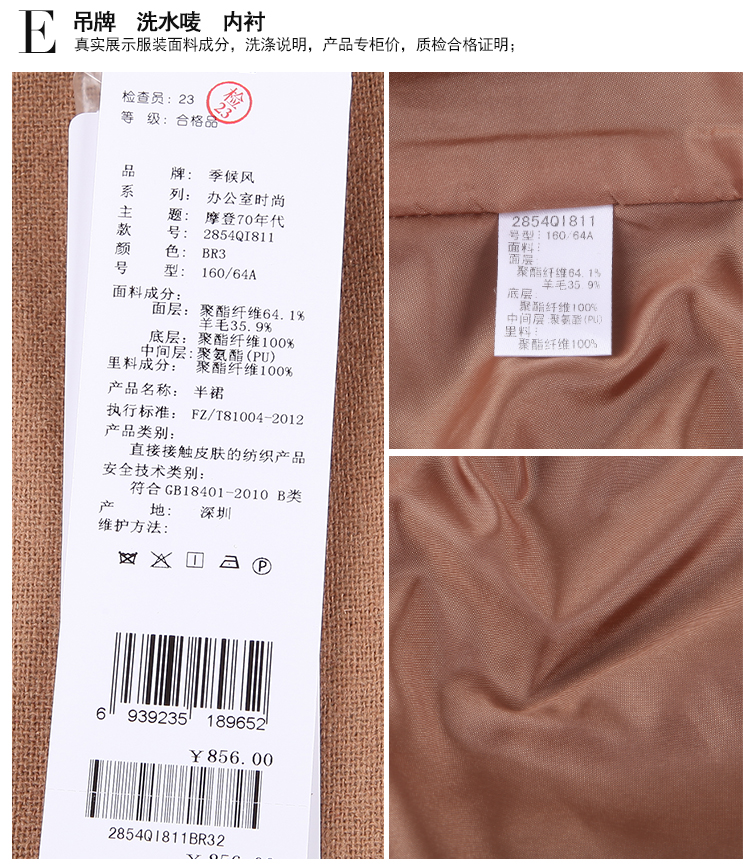 E
吊牌 洗水唛 内衬
真实展示服装面料成分，洗涤说明，产品专柜价，质检合格证明；
检查员：23
检
23
等 级：合格品
品 牌：季候风
系 列：办公室时尚
主 题：摩登70年代
款 号：2854QI811
颜 色：BR3
号 型：160/64A
面料成分：
面层：聚酯纤维64.1%
羊毛35.9%
底层：聚酯纤维100%
中间层：聚氨酯(PU)
里料成分：聚酯纤维100%
产品名称：半裙
执行标准：FZ/T81004-2012
产品类别：
直接接触皮肤的纺织产品
安全技术类别：
符合GB18401-2010 B类
产 地：深圳
维护方法：
P
6 939235 189652
￥856.00
2854QI811BR32
￥856.00
2854QI811
号型：160/64A
面料：
面层：
聚酯纤维64.1%
羊毛35.9%
底层：
聚酯纤维100%
中间层：聚氨酯(PU)
里料：
聚酯纤维100%